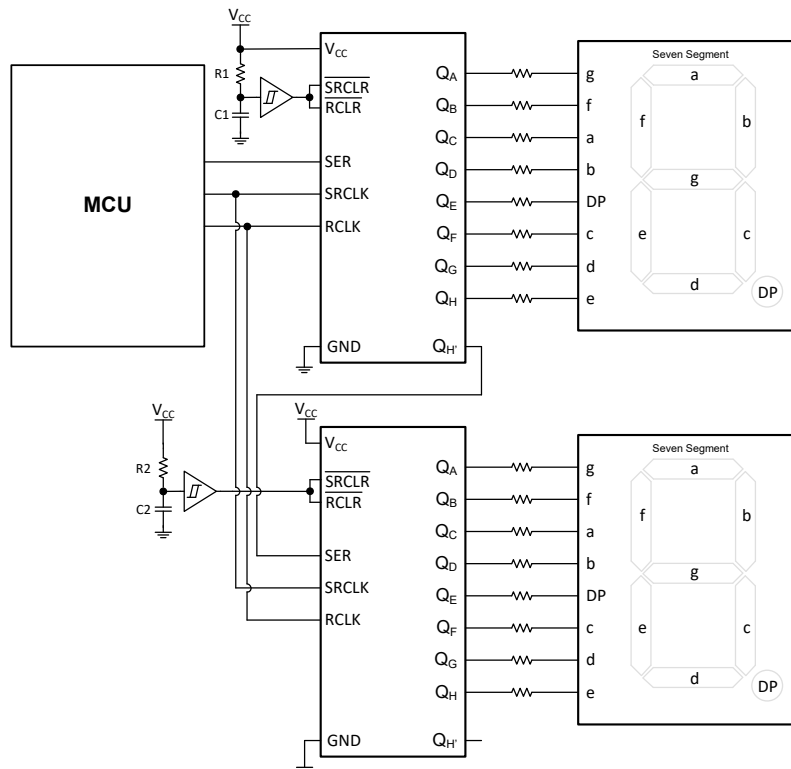 VCC
R1
C1
MCU
VCC
SRCLR
RCLR
SER
SRCLK
RCLK
GND
QA
QB
QC
QD
QE
QF
QG
QH
QH'
Seven Segment
g
f
a
b
DP
c
d
e
a
f
b
g
e
c
d
DP
VCC
R2
C2
VCC
VCC
SRCLR
RCLR
SER
SRCLK
RCLK
GND
QA
QB
QC
QD
QE
QF
QG
QH
QH'
Seven Segment
g
f
a
b
DP
c
d
e
a
f
b
g
e
c
d
DP